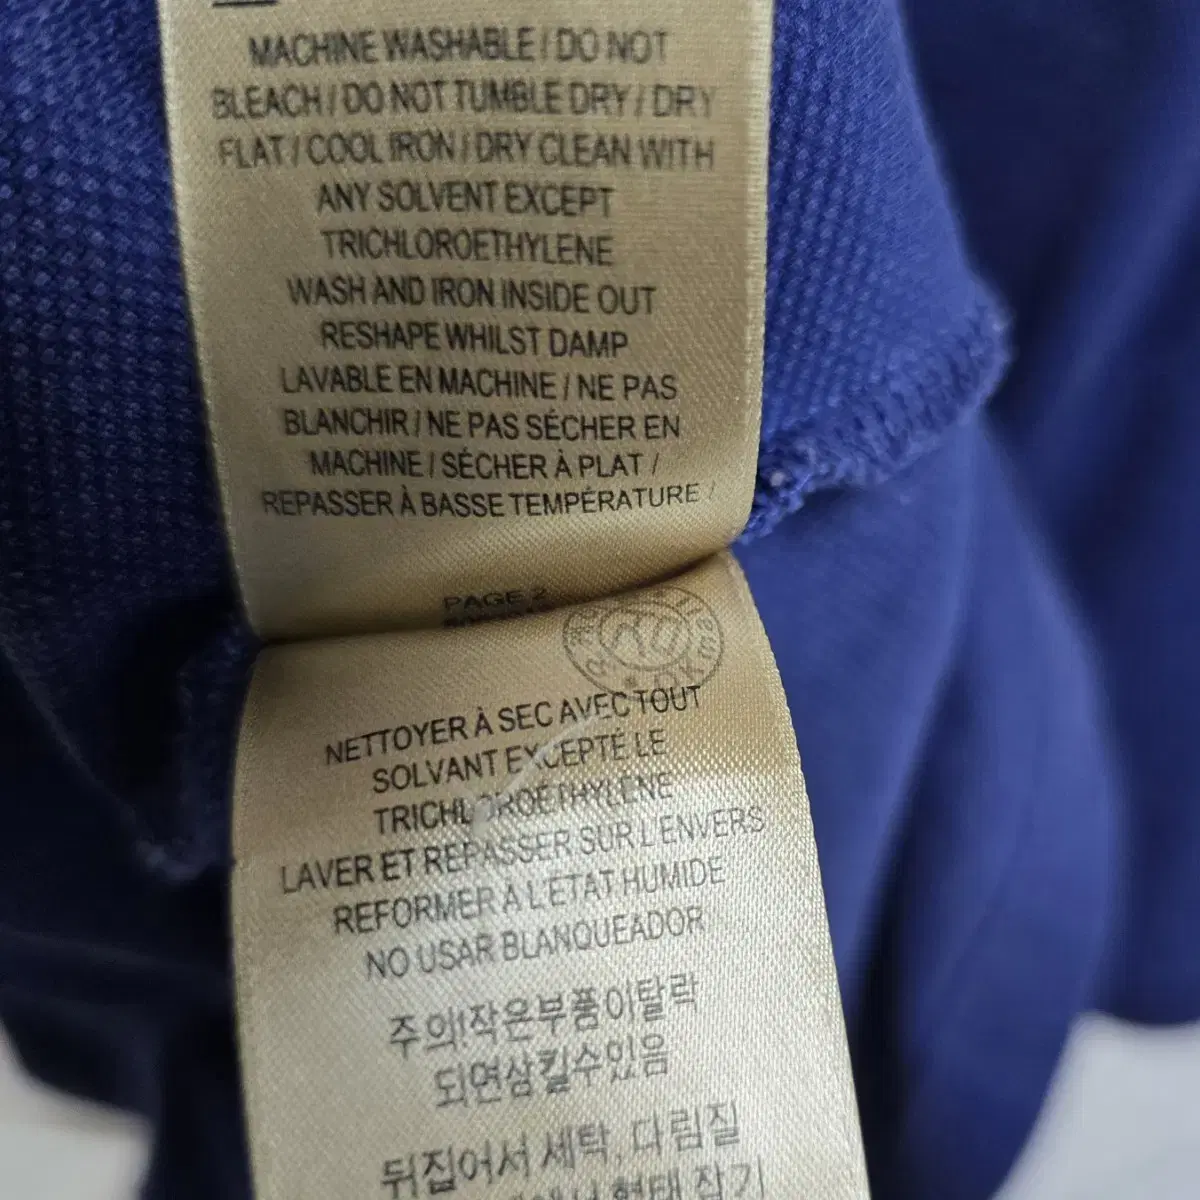 MACHINE WASHABLE / DO NOT
BLEACH / DO NOT TUMBLE DRY / DRY
FLAT / COOL IRON / DRY CLEAN WITH
ANY SOLVENT EXCEPT
TRICHLOROETHYLENE
WASH AND IRON INSIDE OUT
RESHAPE WHILST DAMP
LAVABLE EN MACHINE / NE PAS
BLANCHIR / NE PAS SÉCHER EN
MACHINE / SÉCHER À PLAT /
REPASSER À BASSE TEMPÉRATURE /
PAGE 2
NETTOYER À SEC AVEC TOUT
SOLVANT EXCEPTÉ LE
TRICHLOROÉTHYLÈNE
LAVER ET REPASSER SUR L'ENVERS
REFORMER À L'ÉTAT HUMIDE
NO USAR BLANQUEADOR
주의!작은부품이탈락
되면삼킬수있음
뒤집어서 세탁, 다림질
형태 잡기